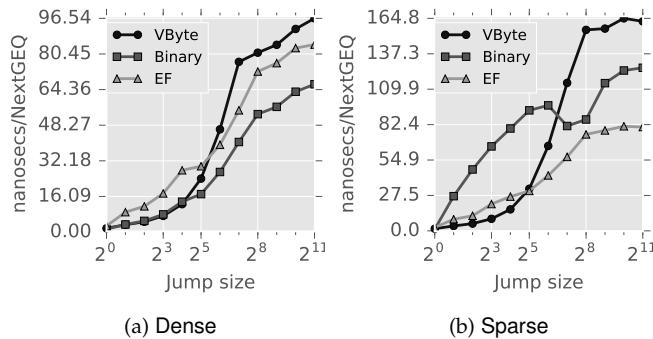 96.54
80.45
64.36
48.27
32.18
16.09
0.00
nanosecs/NextGEQ
VByte
Binary
EF
2^0 2^3 2^5 2^8 2^11
Jump size
(a) Dense
164.8
137.3
109.9
82.4
54.9
27.5
0.0
nanosecs/NextGEQ
VByte
Binary
EF
2^0 2^3 2^5 2^8 2^11
Jump size
(b) Sparse